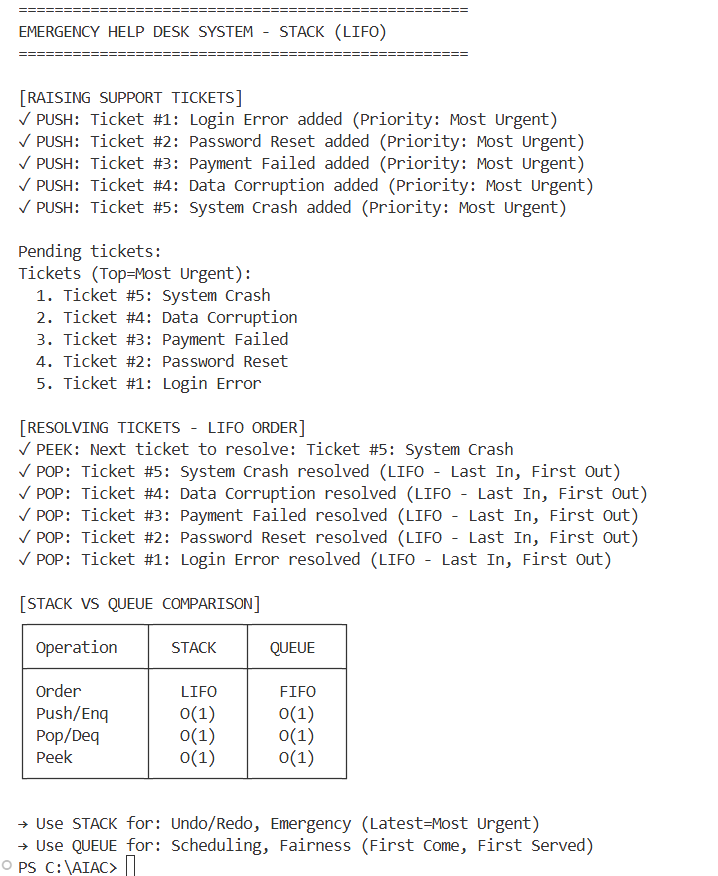 ==================================================
EMERGENCY HELP DESK SYSTEM - STACK (LIFO)
==================================================
[RAISING SUPPORT TICKETS]
✓ PUSH: Ticket #1: Login Error added (Priority: Most Urgent)
✓ PUSH: Ticket #2: Password Reset added (Priority: Most Urgent)
✓ PUSH: Ticket #3: Payment Failed added (Priority: Most Urgent)
✓ PUSH: Ticket #4: Data Corruption added (Priority: Most Urgent)
✓ PUSH: Ticket #5: System Crash added (Priority: Most Urgent)
Pending tickets:
Tickets (Top=Most Urgent):
1. Ticket #5: System Crash
2. Ticket #4: Data Corruption
3. Ticket #3: Payment Failed
4. Ticket #2: Password Reset
5. Ticket #1: Login Error
[RESOLVING TICKETS - LIFO ORDER]
✓ PEEK: Next ticket to resolve: Ticket #5: System Crash
✓ POP: Ticket #5: System Crash resolved (LIFO - Last In, First Out)
✓ POP: Ticket #4: Data Corruption resolved (LIFO - Last In, First Out)
✓ POP: Ticket #3: Payment Failed resolved (LIFO - Last In, First Out)
✓ POP: Ticket #2: Password Reset resolved (LIFO - Last In, First Out)
✓ POP: Ticket #1: Login Error resolved (LIFO - Last In, First Out)
[STACK VS QUEUE COMPARISON]
Operation STACK QUEUE
Order LIFO FIFO
Push/Enq O(1) O(1)
Pop/Deq O(1) O(1)
Peek O(1) O(1)
→ Use STACK for: Undo/Redo, Emergency (Latest=Most Urgent)
→ Use QUEUE for: Scheduling, Fairness (First Come, First Served)
PS C:\AIAC>